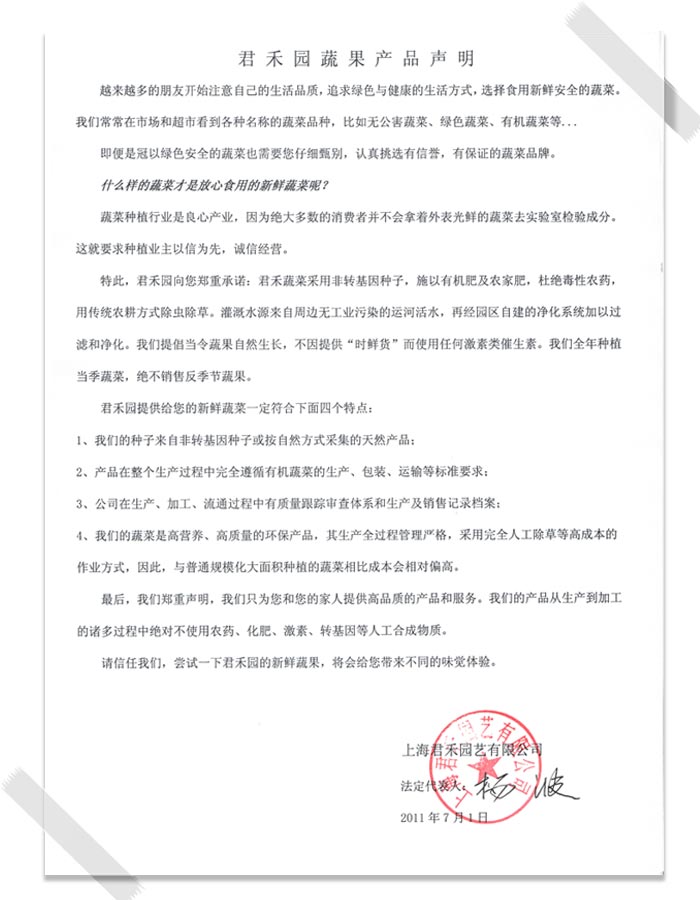 君禾园蔬果产品声明
越来越多的朋友开始注意自己的生活品质，追求绿色与健康的生活方式，选择食用新鲜安全的蔬菜。
我们常常在市场和超市看到各种名称的蔬菜品种，比如无公害蔬菜、绿色蔬菜、有机蔬菜等...
即便是冠以绿色安全的蔬菜也需要您仔细甄别，认真挑选有信誉，有保证的蔬菜品牌。
什么样的蔬菜才是放心食用的新鲜蔬菜呢？
蔬菜种植行业是良心产业，因为绝大多数的消费者并不会拿着外表光鲜的蔬菜去实验室检验成分。
这就要求种植业主以信为先，诚信经营。
特此，君禾园向您郑重承诺：君禾蔬菜采用非转基因种子，施以有机肥及农家肥，杜绝毒性农药，
用传统农耕方式除虫除草。灌溉水源来自周边无工业污染的运河活水，再经园区自建的净化系统加以过
滤和净化。我们提倡当令蔬果自然生长，不因提供“时鲜货”而使用任何激素类催生素。我们全年种植
当季蔬菜，绝不销售反季节蔬果。
君禾园提供给您的新鲜蔬菜一定符合下面四个特点：
1、我们的种子来自非转基因种子或按自然方式采集的天然产品；
2、产品在整个生产过程中完全遵循有机蔬菜的生产、包装、运输等标准要求；
3、公司在生产、加工、流通过程中有质量跟踪审查体系和生产及销售记录档案；
4、我们的蔬菜是高营养、高质量的环保产品，其生产全过程管理严格，采用完全人工除草等高成本的
作业方式，因此，与普通规模化大面积种植的蔬菜相比成本会相对偏高。
最后，我们郑重声明，我们只为您和您的家人提供高品质的产品和服务。我们的产品从生产到加工
的诸多过程中绝对不使用农药、化肥、激素、转基因等人工合成物质。
请信任我们，尝试一下君禾园的新鲜蔬果，将会给您带来不同的味觉体验。
上海君禾园艺有限公司
上海君禾园艺有限公司
法定代表人：杨波
2011年7月1日